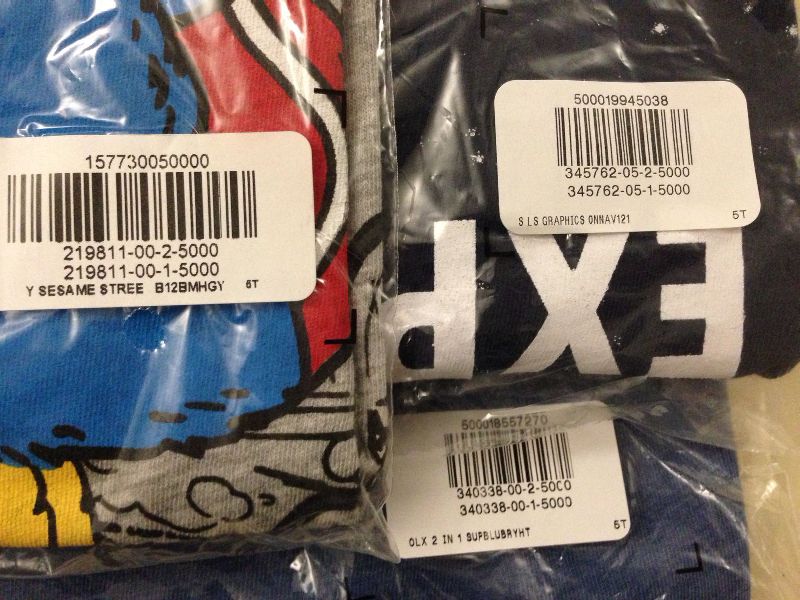 157730050000
219811-00-2-5000
219811-00-1-5000
Y SESAME STREE B12BMHGY 5T
500019945038
345762-05-2-5000
345762-05-1-5000
S LS GRAPHICS ONNAV121 5T
EXP
500018557270
340338-00-2-5000
340338-00-1-5000
OLX 2 IN 1 SUPBLUBRYHT 5T